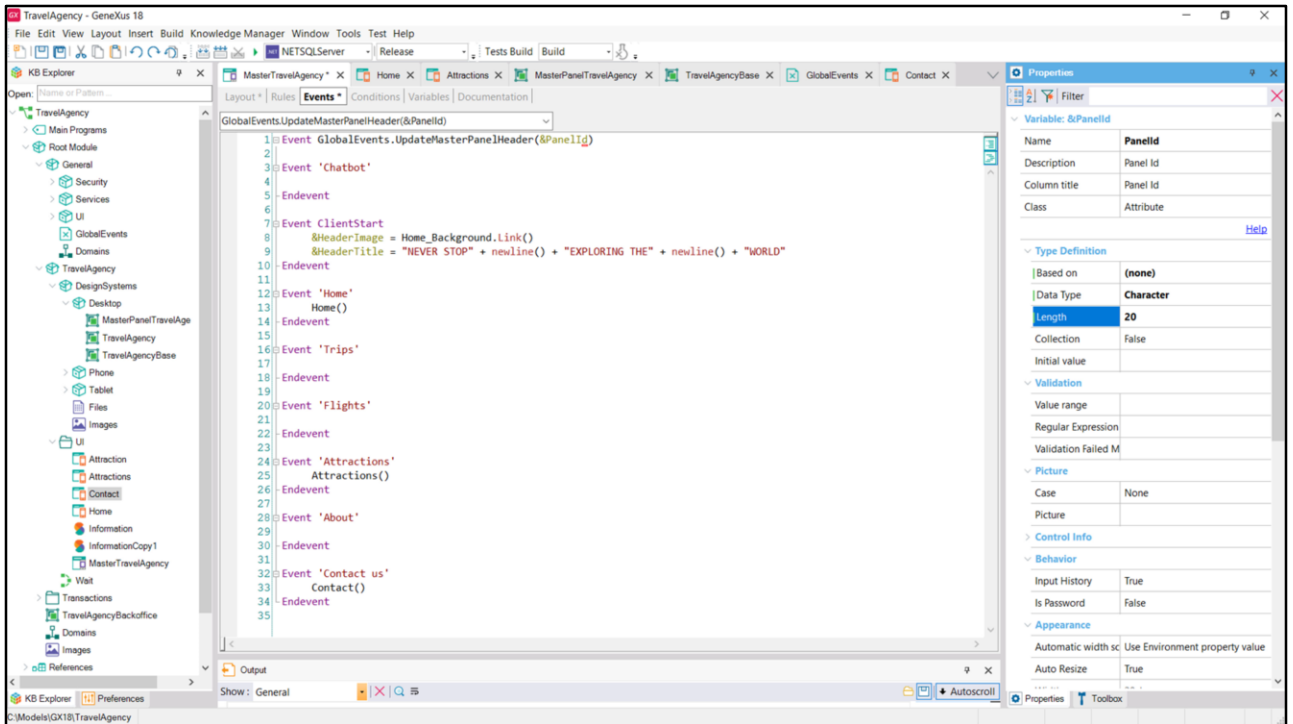 GX TravelAgency - GeneXus 18
File Edit View Layout Insert Build Knowledge Manager Window Tools Test Help
NETSQLServer Release Tests Build Build
KB Explorer
Open: Name or Pattern...
TravelAgency
Main Programs
Root Module
General
Security
Services
UI
GlobalEvents
Domains
TravelAgency
DesignSystems
Desktop
MasterPanelTravelAge
TravelAgency
TravelAgencyBase
Phone
Tablet
Files
Images
UI
Attraction
Attractions
Contact
Home
Information
InformationCopy1
MasterTravelAgency
Wait
Transactions
TravelAgencyBackoffice
Domains
Images
References
KB Explorer Preferences
MasterTravelAgency * X Home X Attractions X MasterPanelTravelAgency X TravelAgencyBase X GlobalEvents X Contact X
Layout * | Rules | Events * | Conditions | Variables | Documentation |
GlobalEvents.UpdateMasterPanelHeader(&PanelId)
1 Event GlobalEvents.UpdateMasterPanelHeader(&PanelId)
2
3 Event 'Chatbot'
4
5 Endevent
6
7 Event ClientStart
8 &HeaderImage = Home_Background.Link()
9 &HeaderTitle = "NEVER STOP" + newline() + "EXPLORING THE" + newline() + "WORLD"
10 Endevent
11
12 Event 'Home'
13 Home()
14 Endevent
15
16 Event 'Trips'
17
18 Endevent
19
20 Event 'Flights'
21
22 Endevent
23
24 Event 'Attractions'
25 Attractions()
26 Endevent
27
28 Event 'About'
29
30 Endevent
31
32 Event 'Contact us'
33 Contact()
34 Endevent
35
Output
Show: General
Autoscroll
Properties
Filter
Variable: &PanelId
Name PanelId
Description Panel Id
Column title Panel Id
Class Attribute
Help
Type Definition
Based on (none)
Data Type Character
Length 20
Collection False
Initial value
Validation
Value range
Regular Expression
Validation Failed M
Picture
Case None
Picture
Control Info
Behavior
Input History True
Is Password False
Appearance
Automatic width sc Use Environment property value
Auto Resize True
Properties Toolbox
C:\Models\GX18\TravelAgency